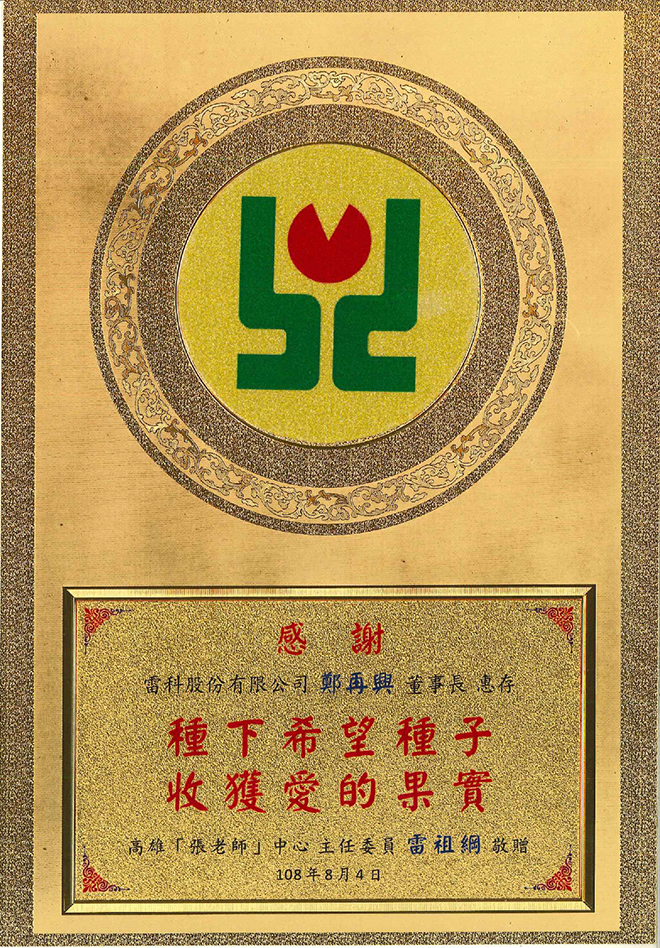 感 謝
雷科股份有限公司 鄭再興 董事長 惠存
種下希望種子
收獲愛的果實
高雄「張老師」中心 主任委員 雷祖綱 敬贈
108年8月4日